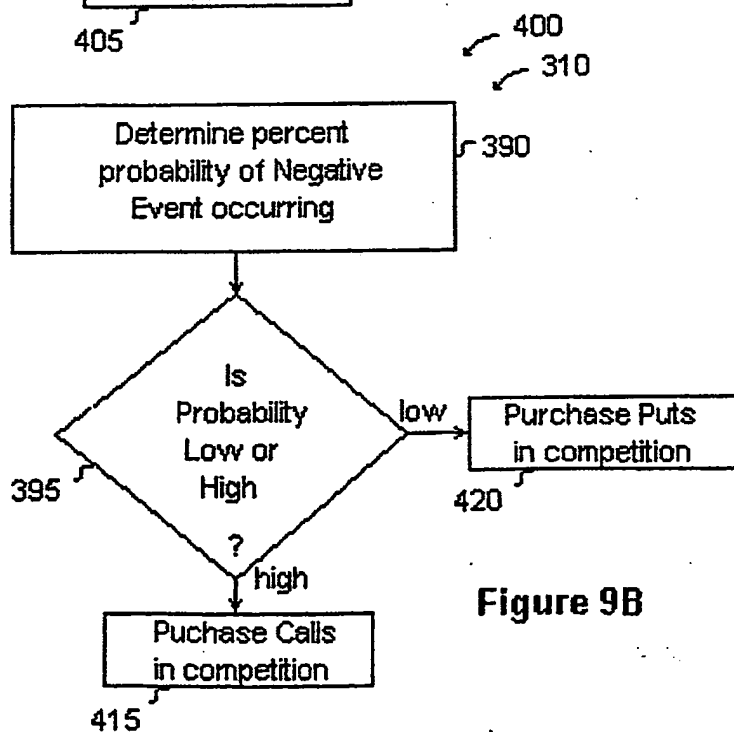 405
400
310
Determine percent
probability of Negative
Event occurring
390
Is
Probability
Low or
High
?
395
low
Purchase Puts
in competition
420
high
Puchase Calls
in competition
415
Figure 9B